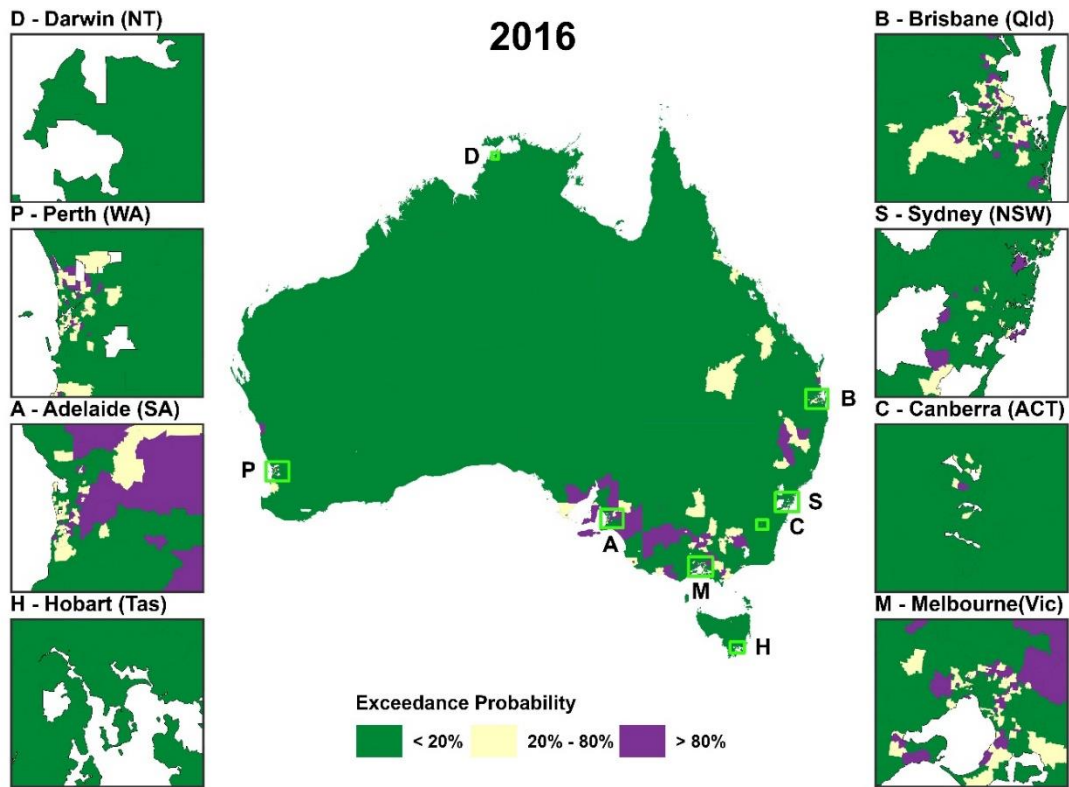 D - Darwin (NT)
2016
B - Brisbane (Qld)
P - Perth (WA)
S - Sydney (NSW)
A - Adelaide (SA)
C - Canberra (ACT)
H - Hobart (Tas)
M - Melbourne(Vic)
D
B
P
S
C
A
M
H
Exceedance Probability
< 20%
20% - 80%
> 80%